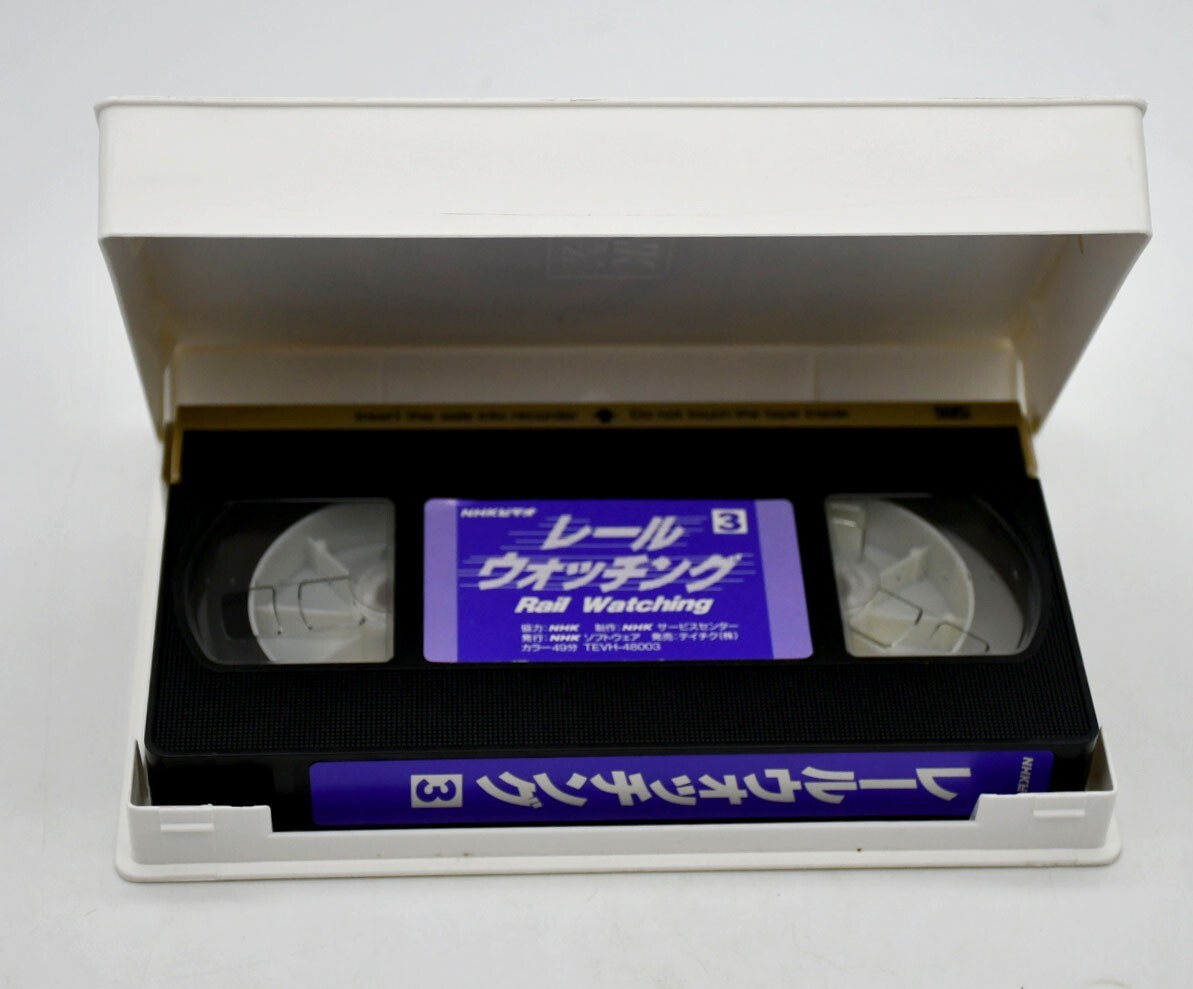 Insert this side into recorder ◆ Do not touch the tape inside VHS
NHKビデオ
3
レール
ウオッチング
Rail Watching
協力:NHK 制作:NHK サービスセンター
発行:NHK ソフトウェア 発売:テイチク(株)
カラー49分 TEVH-48003
レールウオッチング 3